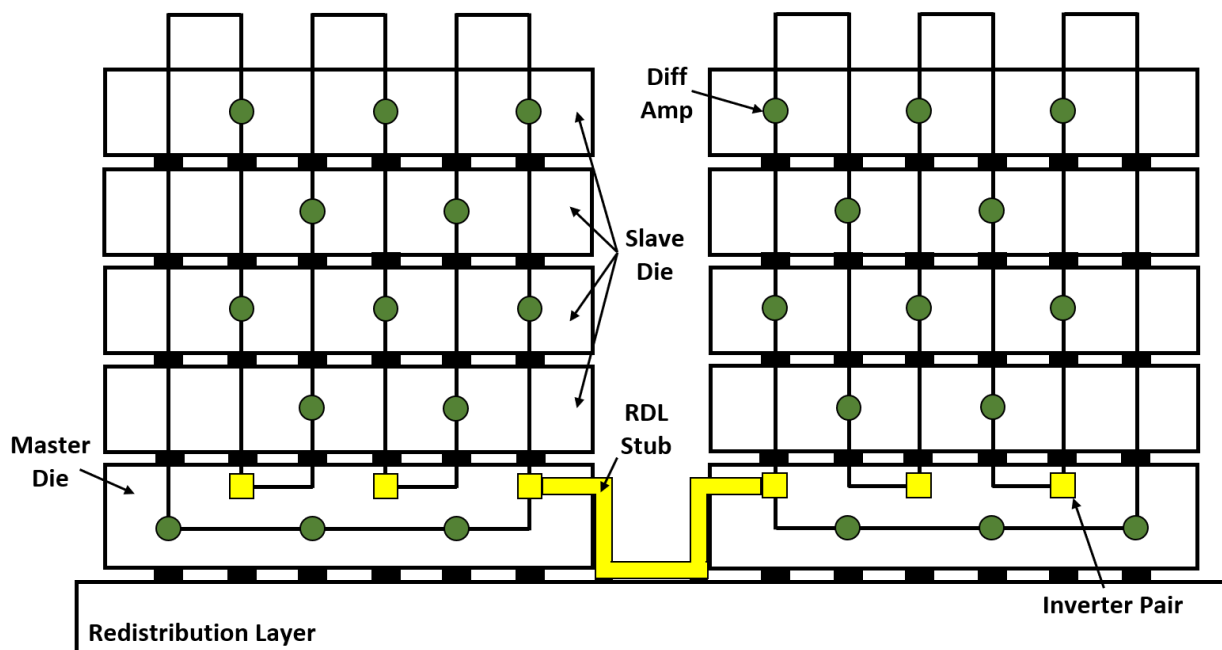 Diff
Amp
Slave
Die
RDL
Stub
Master
Die
Inverter Pair
Redistribution Layer